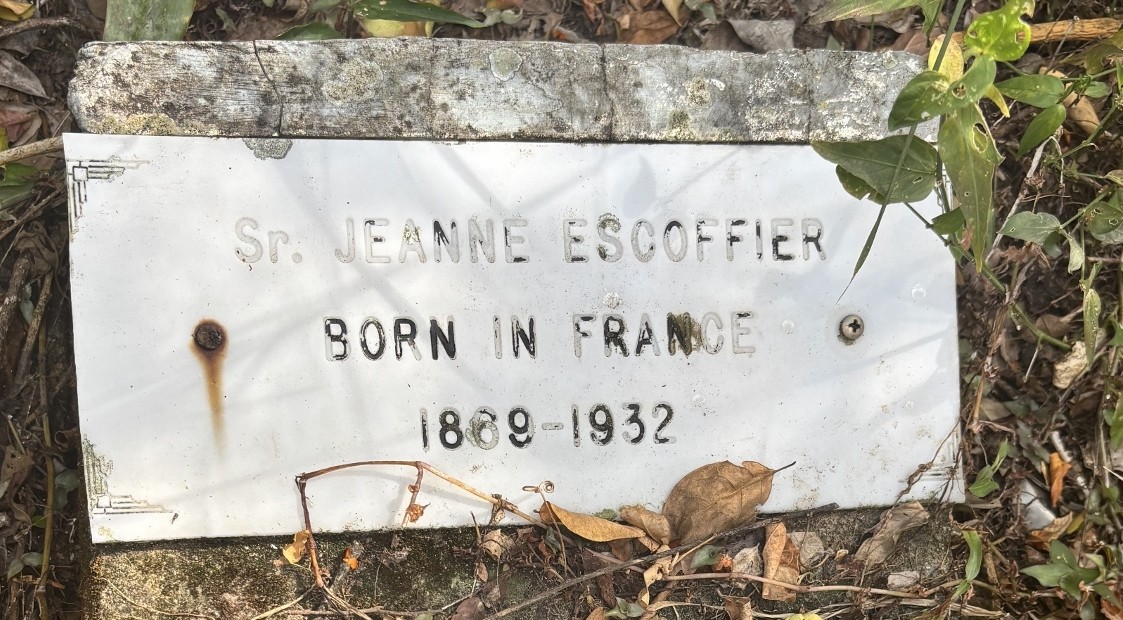 Sr. JEANNE ESCOFFIER
BORN IN FRANCE
1869-1932